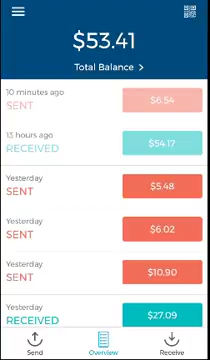 $53.41
Total Balance >
10 minutes ago
SENT
$6.54
13 hours ago
RECEIVED
$54.17
Yesterday
SENT
$5.48
Yesterday
SENT
$6.02
Yesterday
SENT
$10.90
Yesterday
RECEIVED
$27.09
Send
Overview
Receive